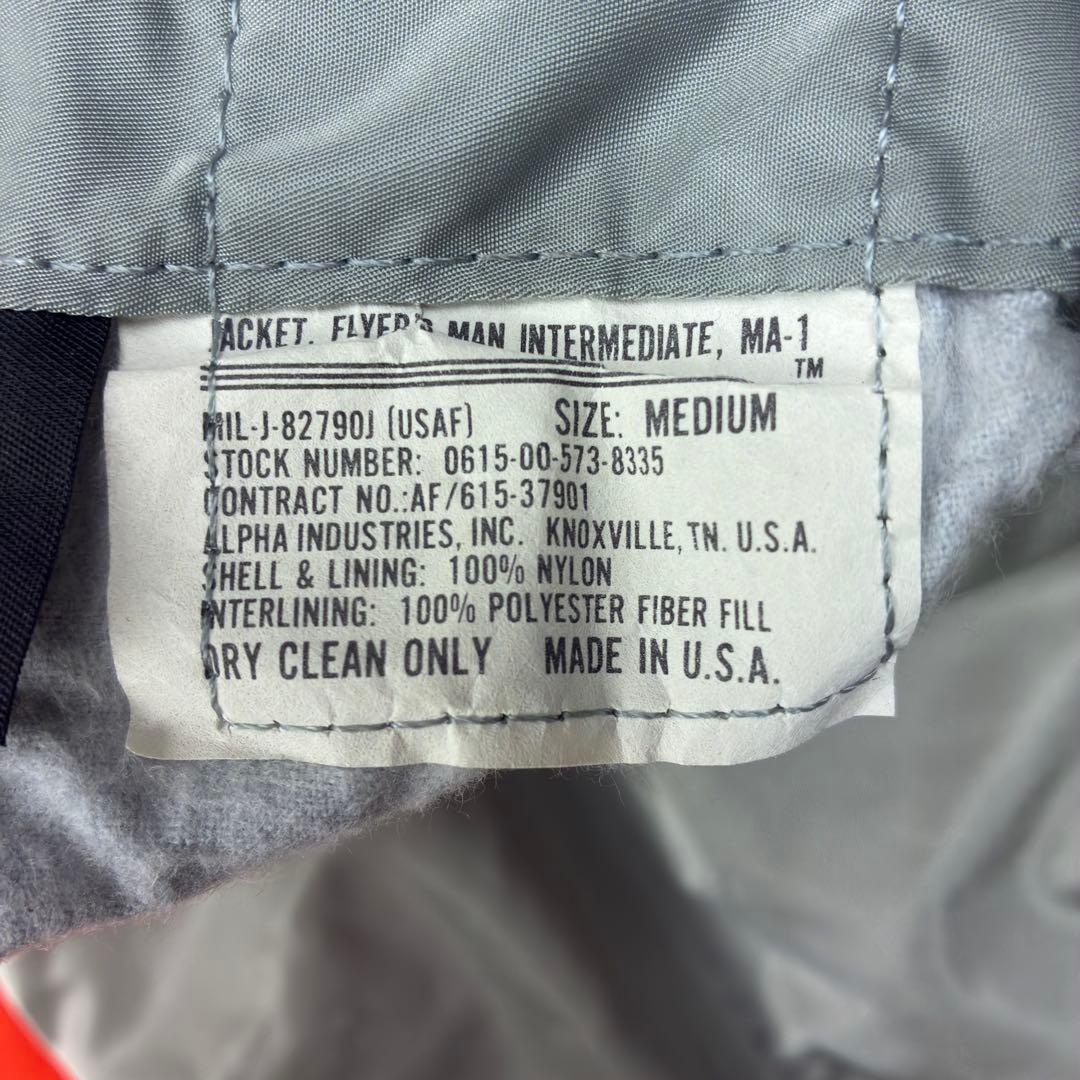 JACKET, FLYER'S MAN INTERMEDIATE, MA-1
TM
MIL-J-82790J (USAF) SIZE: MEDIUM
STOCK NUMBER: 0615-00-573-8335
CONTRACT NO.:AF/615-37901
ALPHA INDUSTRIES, INC. KNOXVILLE, TN. U.S.A.
SHELL & LINING: 100% NYLON
INTERLINING: 100% POLYESTER FIBER FILL
DRY CLEAN ONLY MADE IN U.S.A.